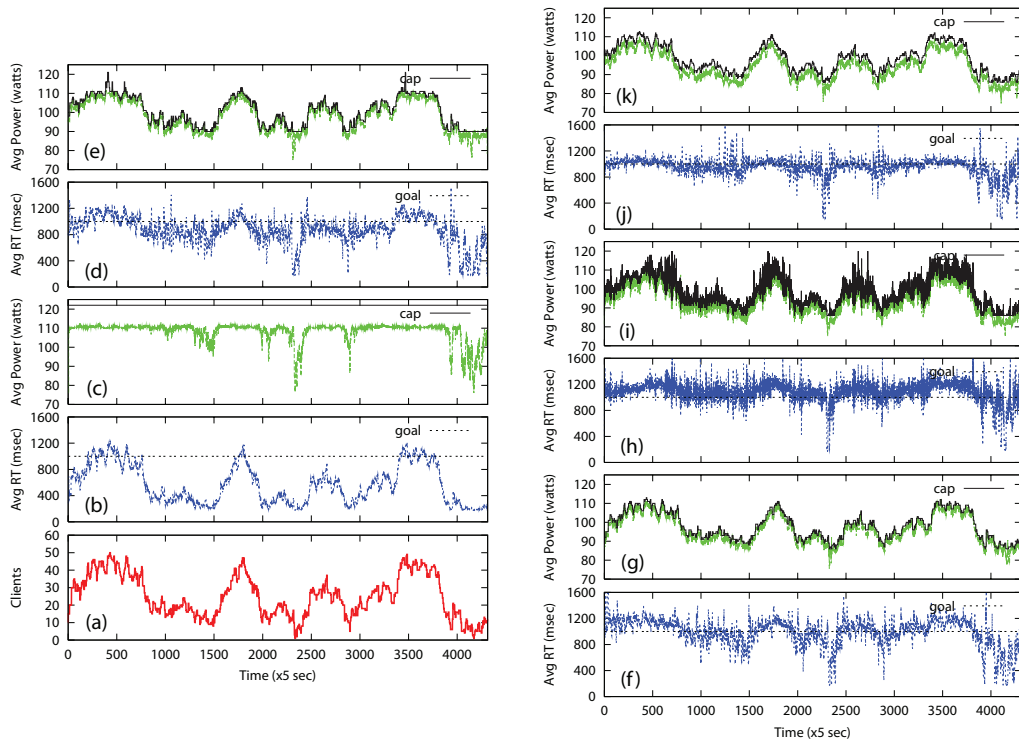 120
110
100
90
80
70
Avg Power (watts)
cap
(e)
1600
1200
800
400
0
Avg RT (msec)
goal
(d)
120
110
100
90
80
70
Avg Power (watts)
cap
(c)
1600
1200
800
400
0
Avg RT (msec)
goal
(b)
60
50
40
30
20
10
0
Clients
(a)
0 500 1000 1500 2000 2500 3000 3500 4000
Time (x5 sec)
120
110
100
90
80
70
Avg Power (watts)
cap
(k)
1600
1200
800
400
0
Avg RT (msec)
goal
(j)
120
110
100
90
80
70
Avg Power (watts)
cap
(i)
1600
1200
800
400
0
Avg RT (msec)
goal
(h)
120
110
100
90
80
70
Avg Power (watts)
cap
(g)
1600
1200
800
400
0
Avg RT (msec)
goal
(f)
0 500 1000 1500 2000 2500 3000 3500 4000
Time (x5 sec)